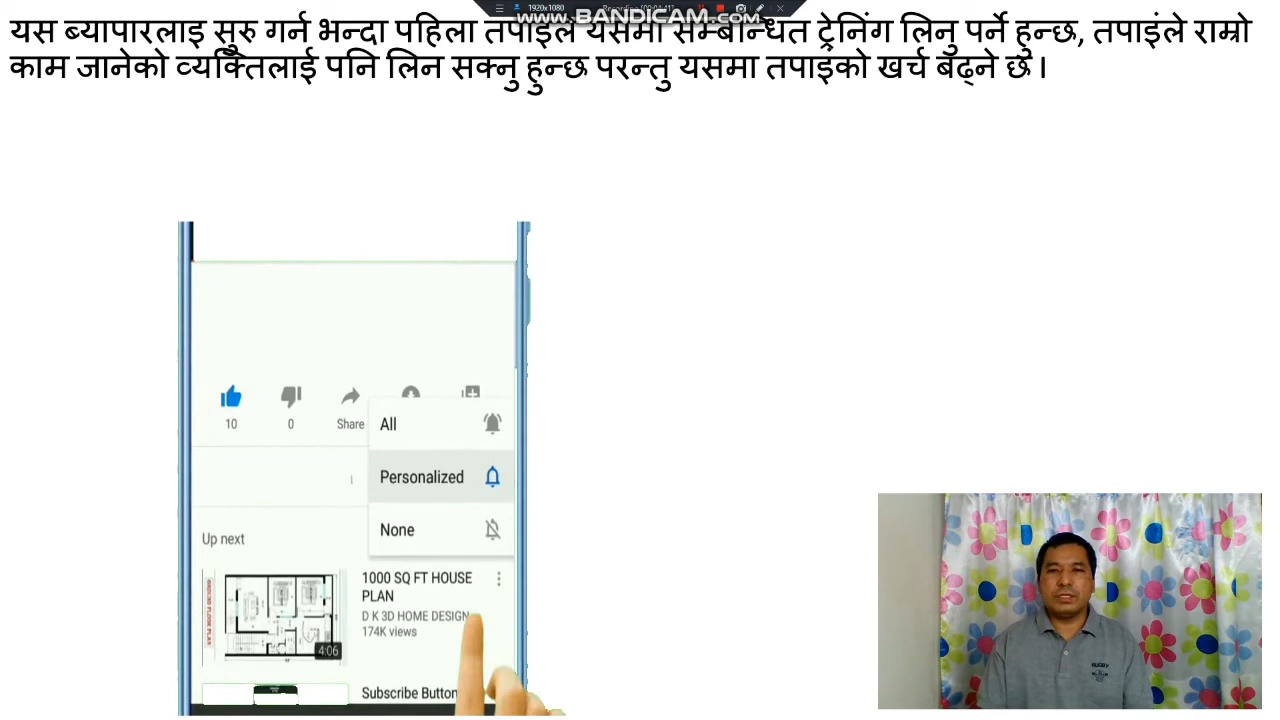 1920x1080
www.BANDICAM.com
यस ब्यापारलाइ सुरु गर्न भन्दा पहिला तपाइंले यसमा सम्बन्धित ट्रेनिंग लिनु पर्ने हुन्छ, तपाइंले राम्रो
काम जानेको व्यक्तिलाई पनि लिन सक्नु हुन्छ परन्तु यसमा तपाइंको खर्च बढ्ने छ ।
10
0
Share
All
Personalized
None
Up next
1000 SQ FT HOUSE
PLAN
D K 3D HOME DESIGN
174K views
4:06
Subscribe Button
RUGBY